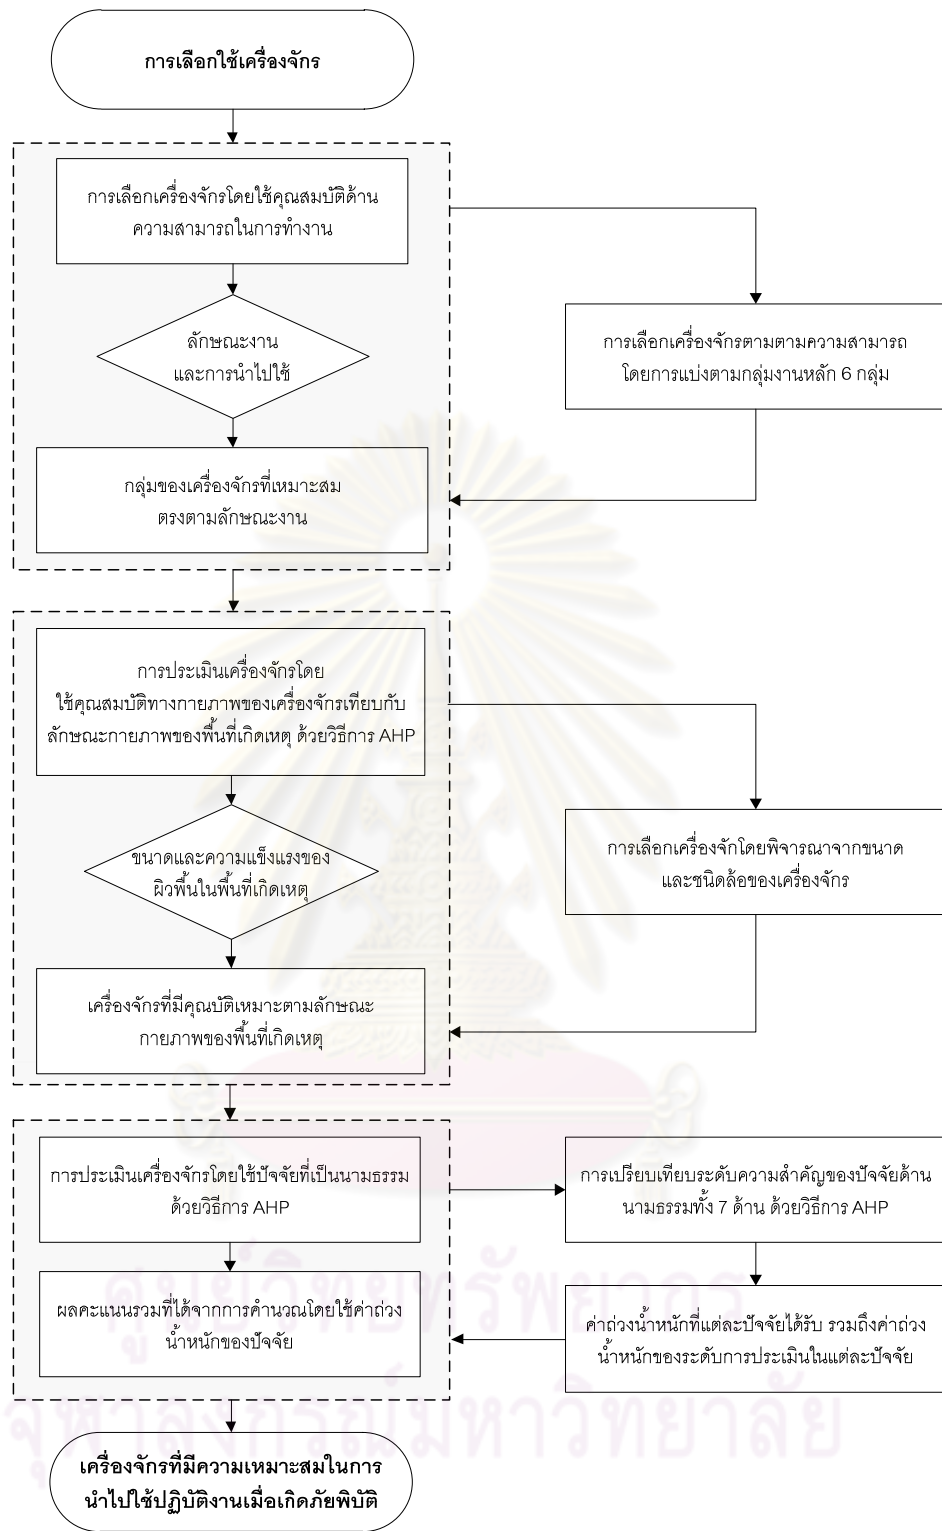 การเลือกใช้เครื่องจักร
การเลือกเครื่องจักรโดยใช้คุณสมบัติด้าน
ความสามารถในการทำงาน
ลักษณะงาน
และการนำไปใช้
การเลือกเครื่องจักรตามตามความสามารถ
โดยการแบ่งตามกลุ่มงานหลัก 6 กลุ่ม
กลุ่มของเครื่องจักรที่เหมาะสม
ตรงตามลักษณะงาน
การประเมินเครื่องจักรโดย
ใช้คุณสมบัติทางกายภาพของเครื่องจักรเทียบกับ
ลักษณะกายภาพของพื้นที่เกิดเหตุ ด้วยวิธีการ AHP
ขนาดและความแข็งแรงของ
ผิวพื้นในพื้นที่เกิดเหตุ
การเลือกเครื่องจักโดยพิจารณาจากขนาด
และชนิดล้อของเครื่องจักร
เครื่องจักรที่มีคุณบัติเหมาะตามลักษณะ
กายภาพของพื้นที่เกิดเหตุ
การประเมินเครื่องจักรโดยใช้ปัจจัยที่เป็นนามธรรม
ด้วยวิธีการ AHP
การเปรียบเทียบระดับความสำคัญของปัจจัยด้าน
นามธรรมทั้ง 7 ด้าน ด้วยวิธีการ AHP
ผลคะแนนรวมที่ได้จากการคำนวณโดยใช้ค่าถ่วง
น้ำหนักของปัจจัย
ค่าถ่วงน้ำหนักที่แต่ละปัจจัยได้รับ รวมถึงค่าถ่วง
น้ำหนักของระดับการประเมินในแต่ละปัจจัย
ศูนย์วิทยทรัพยากร
จุฬาลงกรณ์มหาวิทยาลัย
เครื่องจักรที่มีความเหมาะสมในการ
นำไปใช้ปฏิบัติงานเมื่อเกิดภัยพิบัติ